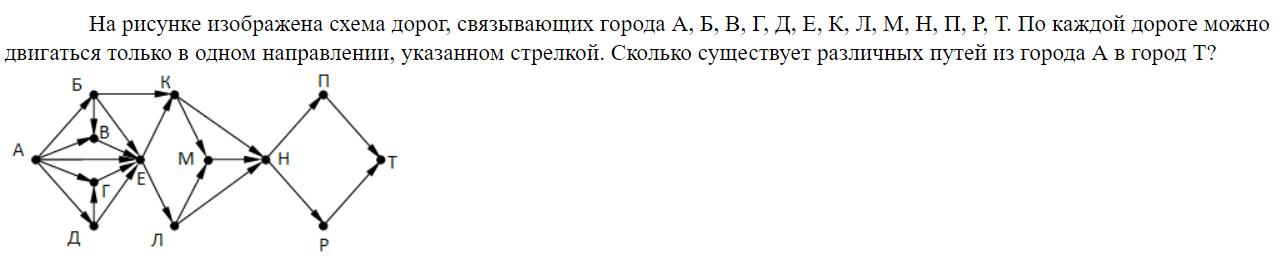 На рисунке изображена схема дорог, связывающих города А, Б, В, Г, Д, Е, К, Л, М, Н, П, Р, Т. По каждой дороге можно
двигаться только в одном направлении, указанном стрелкой. Сколько существует различных путей из города А в город Т?
Б К П
В
А М Н Т
Г Е
Д Л Р